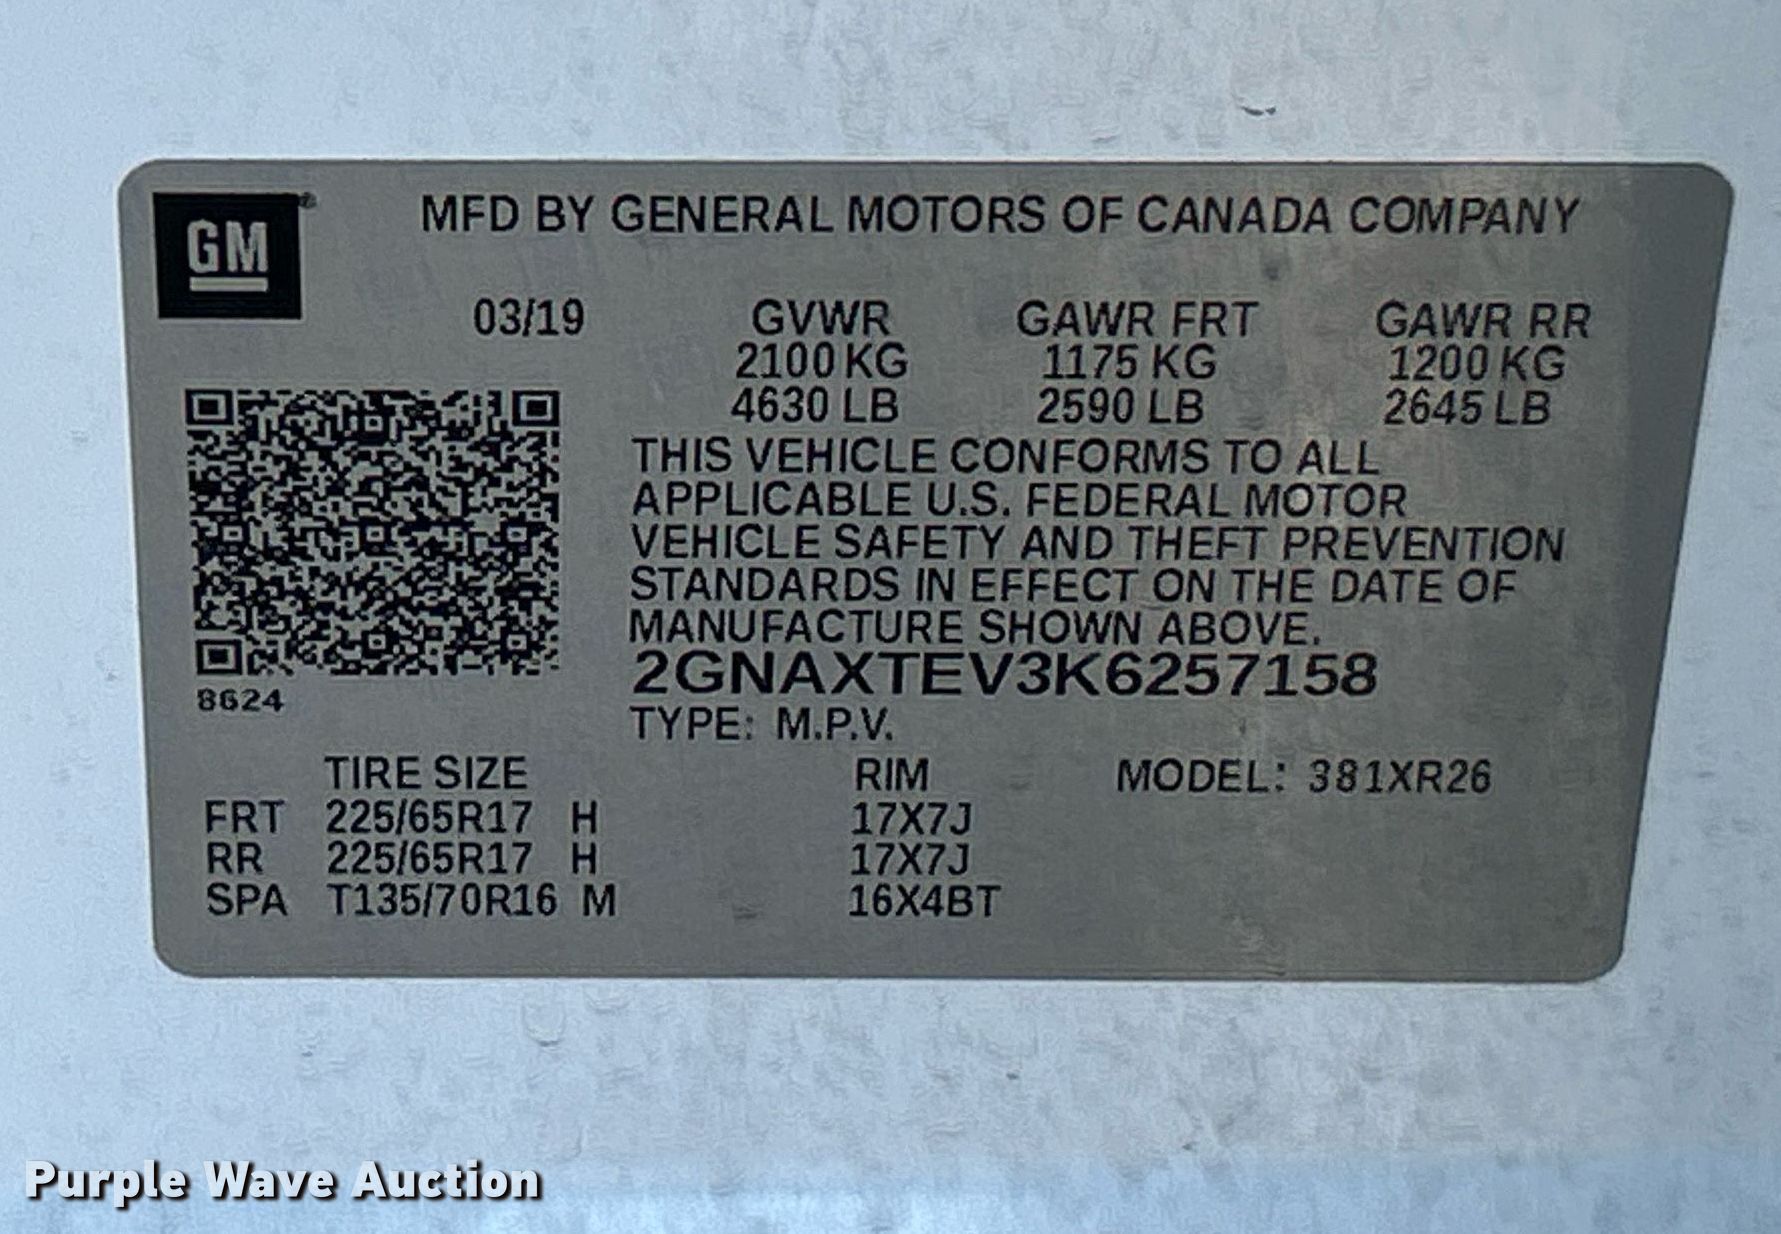 GM
MFD BY GENERAL MOTORS OF CANADA COMPANY
03/19 GVWR GAWR FRT GAWR RR
2100 KG 1175 KG 1200 KG
4630 LB 2590 LB 2645 LB
THIS VEHICLE CONFORMS TO ALL
APPLICABLE U.S. FEDERAL MOTOR
VEHICLE SAFETY AND THEFT PREVENTION
STANDARDS IN EFFECT ON THE DATE OF
MANUFACTURE SHOWN ABOVE.
2GNAXTEV3K6257158
8624
TYPE: M.P.V.
TIRE SIZE RIM MODEL: 381XR26
FRT 225/65R17 H 17X7J
RR 225/65R17 H 17X7J
SPA T135/70R16 M 16X4BT
Purple Wave Auction